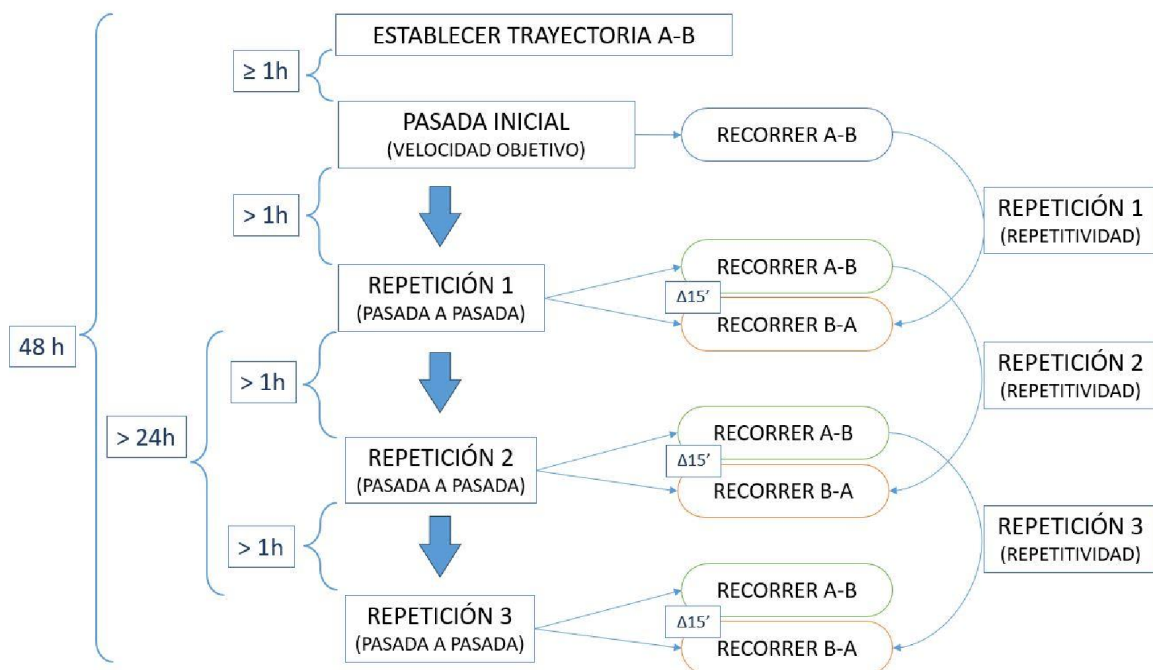 ESTABLECER TRAYECTORIA A-B
≥ 1h
PASADA INICIAL
(VELOCIDAD OBJETIVO)
RECORRER A-B
> 1h
REPETICIÓN 1
(REPETITIVIDAD)
REPETICIÓN 1
(PASADA A PASADA)
RECORRER A-B
Δ15’
RECORRER B-A
48 h
> 24h
> 1h
REPETICIÓN 2
(REPETITIVIDAD)
REPETICIÓN 2
(PASADA A PASADA)
RECORRER A-B
Δ15’
RECORRER B-A
> 1h
REPETICIÓN 3
(REPETITIVIDAD)
REPETICIÓN 3
(PASADA A PASADA)
RECORRER A-B
Δ15’
RECORRER B-A